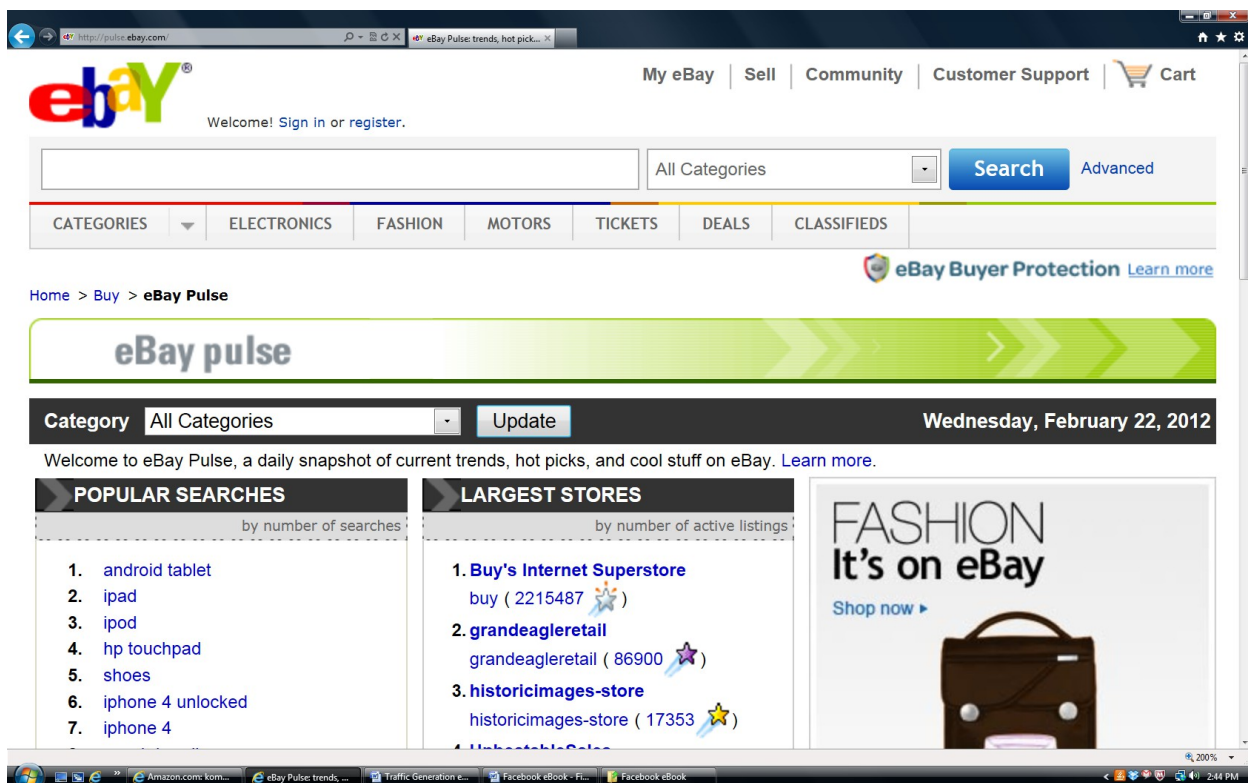 http://pulse.ebay.com/
eBay Pulse: trends, hot pick...
ebaY®
My eBay | Sell | Community | Customer Support | Cart
Welcome! Sign in or register.
All Categories
Search
Advanced
CATEGORIES
ELECTRONICS
FASHION
MOTORS
TICKETS
DEALS
CLASSIFIEDS
eBay Buyer Protection Learn more
Home > Buy > eBay Pulse
eBay pulse
Category All Categories Update Wednesday, February 22, 2012
Welcome to eBay Pulse, a daily snapshot of current trends, hot picks, and cool stuff on eBay. Learn more.
POPULAR SEARCHES
by number of searches
1. android tablet
2. ipad
3. ipod
4. hp touchpad
5. shoes
6. iphone 4 unlocked
7. iphone 4
LARGEST STORES
by number of active listings
1. Buy's Internet Superstore
buy ( 2215487 )
2. grandeagleretail
grandeagleretail ( 86900 )
3. historicimages-store
historicimages-store ( 17353 )
FASHION
It's on eBay
Shop now
200%
Amazon.com: kom...
eBay Pulse: trends, ...
Traffic Generation e...
Facebook eBook - Fi...
Facebook eBook
2:44 PM